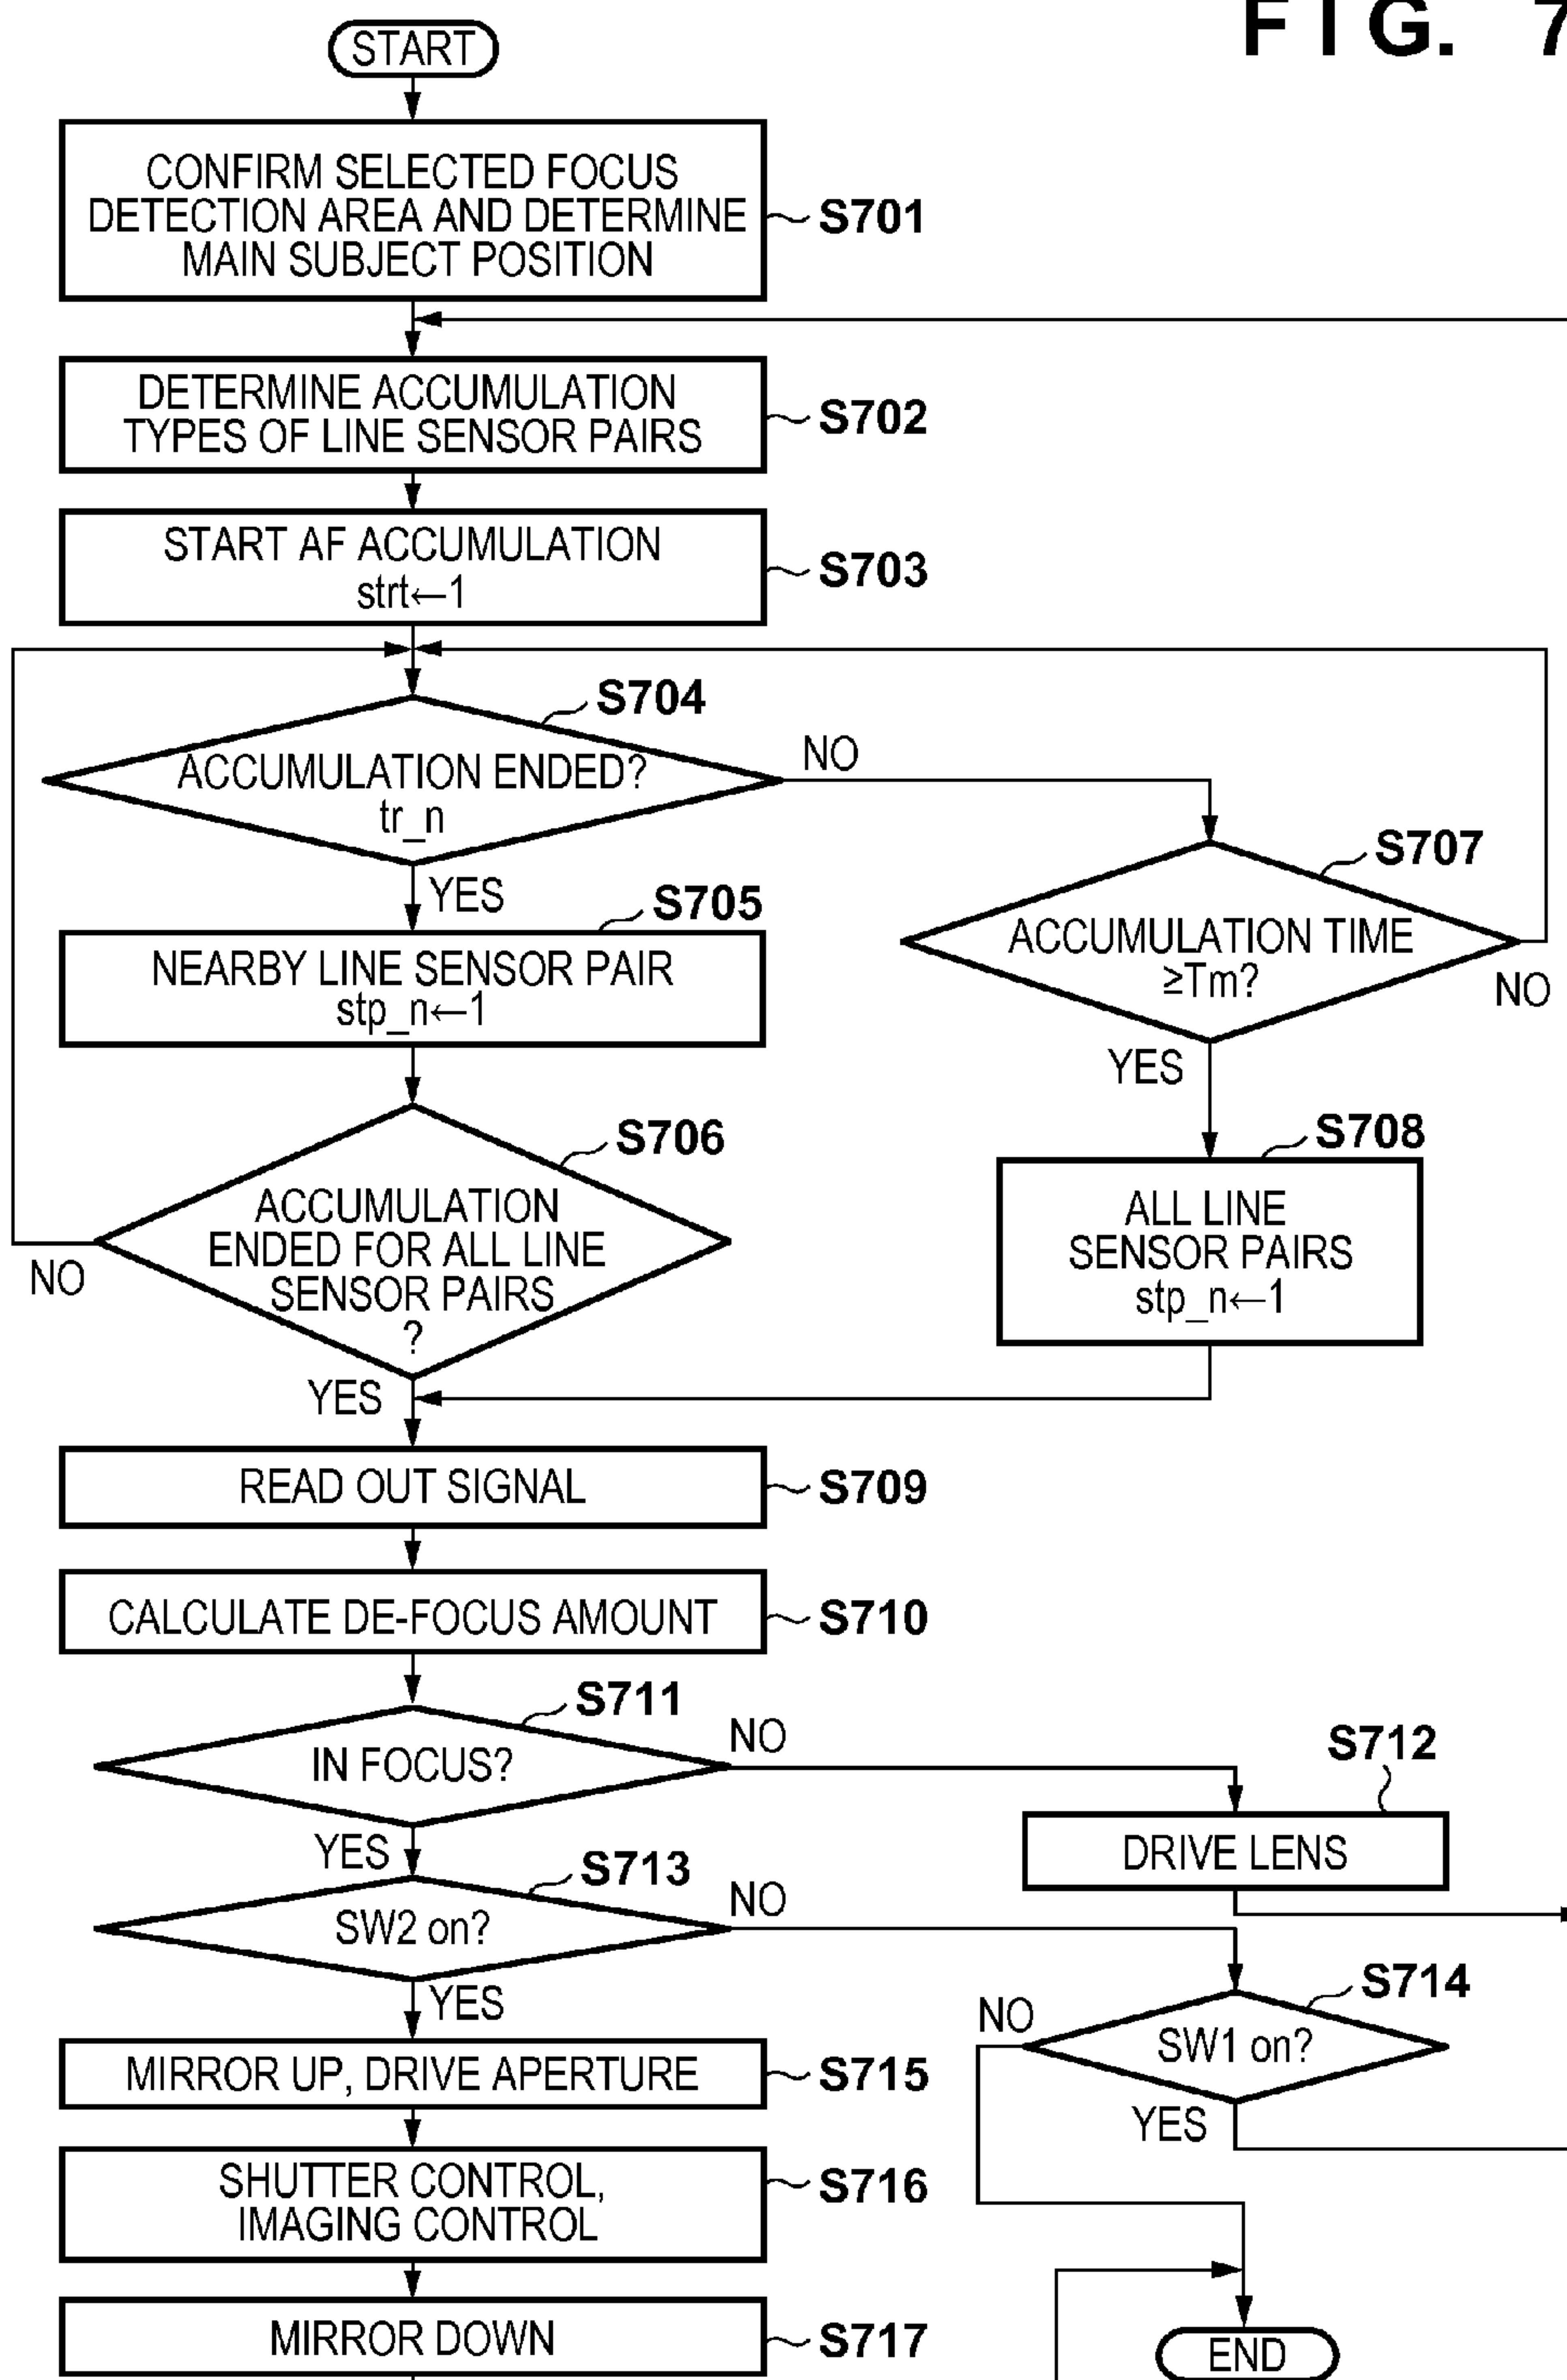 FIG. 7
START
CONFIRM SELECTED FOCUS
DETECTION AREA AND DETERMINE
MAIN SUBJECT POSITION
S701
DETERMINE ACCUMULATION
TYPES OF LINE SENSOR PAIRS
S702
START AF ACCUMULATION
strt←1
S703
S704
ACCUMULATION ENDED?
tr_n
NO
YES
S705
NEARBY LINE SENSOR PAIR
stp_n←1
S707
ACCUMULATION TIME
≥Tm?
NO
YES
S706
ACCUMULATION
ENDED FOR ALL LINE
SENSOR PAIRS
?
NO
YES
S708
ALL LINE
SENSOR PAIRS
stp_n←1
READ OUT SIGNAL
S709
CALCULATE DE-FOCUS AMOUNT
S710
S711
IN FOCUS?
NO
YES
S712
DRIVE LENS
S713
SW2 on?
NO
YES
S714
SW1 on?
NO
YES
MIRROR UP, DRIVE APERTURE
S715
SHUTTER CONTROL,
IMAGING CONTROL
S716
MIRROR DOWN
S717
END